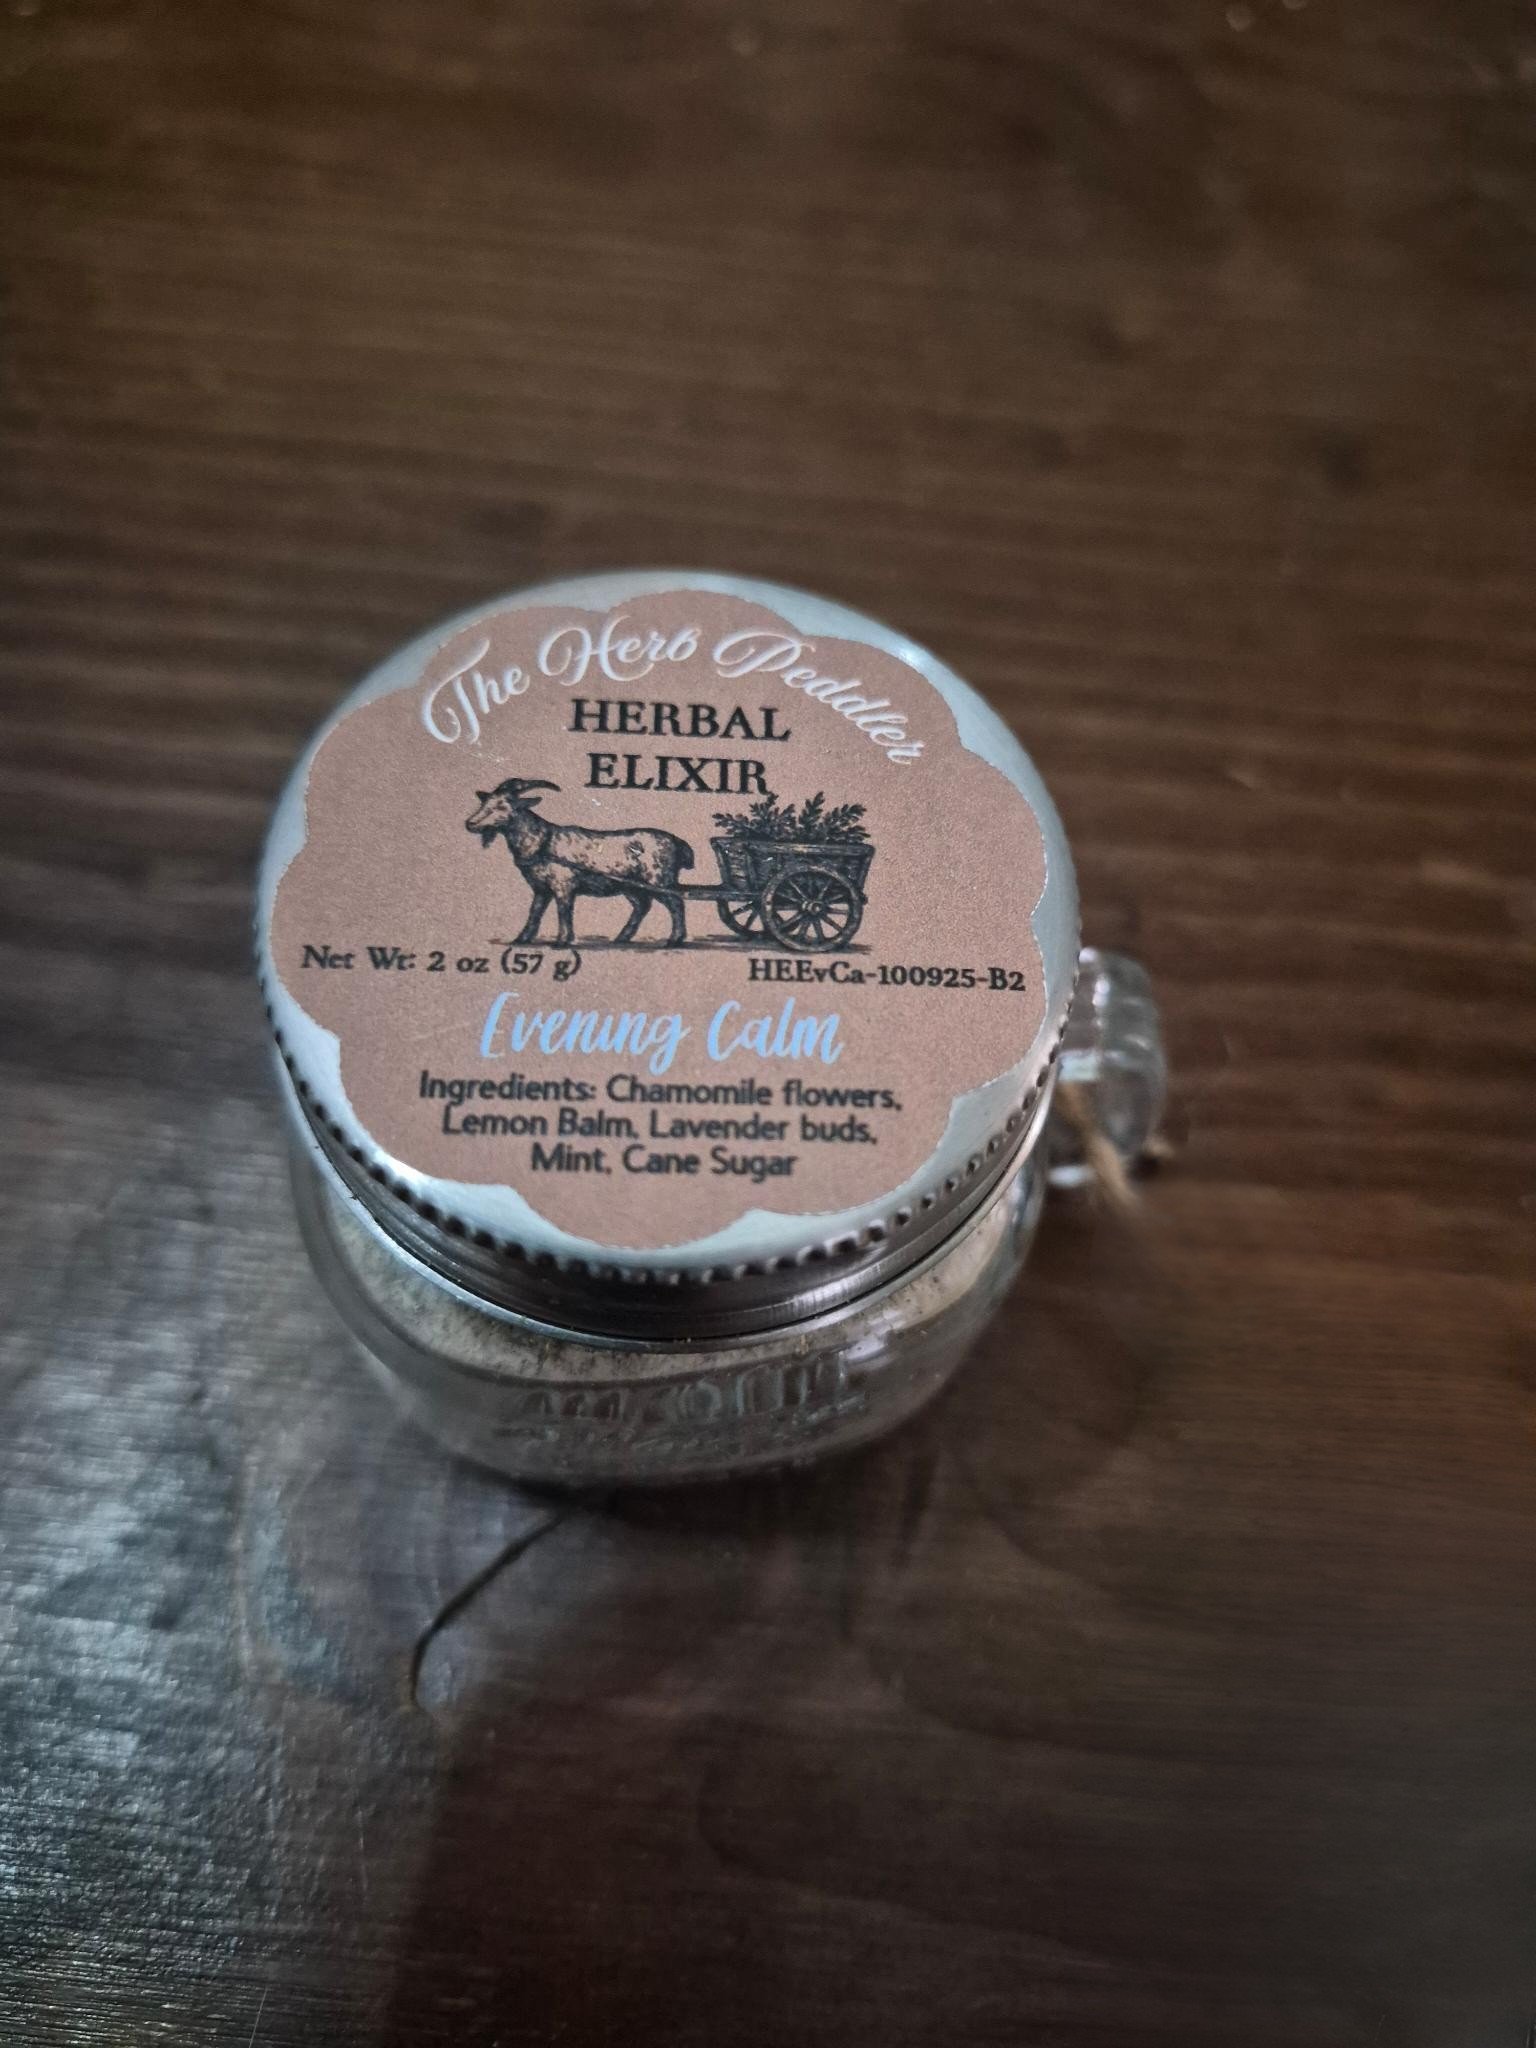 The Herb Peddler
HERBAL
ELIXIR
Net Wt: 2 oz (57 g)
HEEvCa-100925-B2
Evening Calm
Ingredients: Chamomile flowers,
Lemon Balm, Lavender buds,
Mint, Cane Sugar